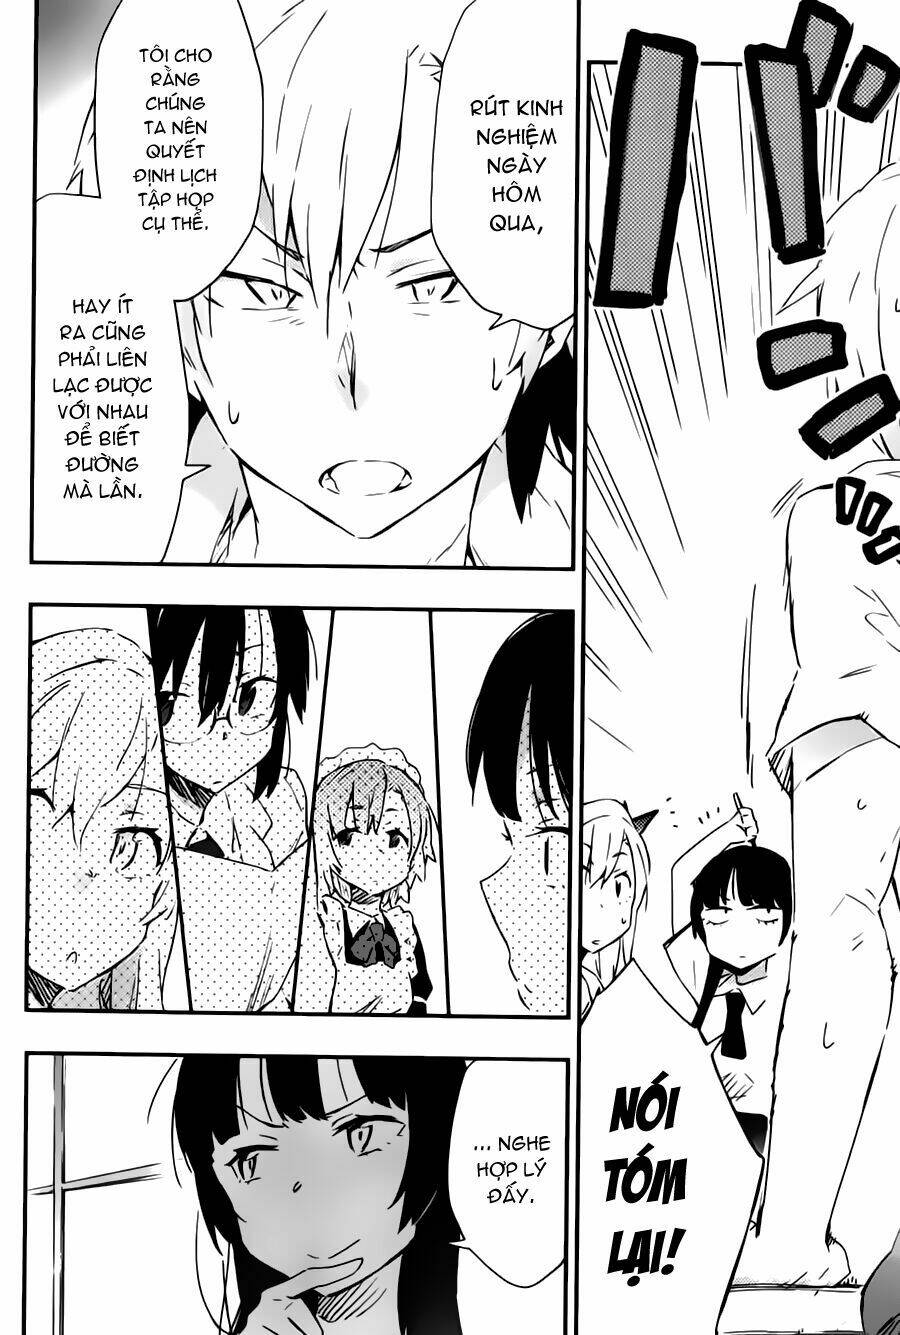 NÓI
TÓM
LẠI!
RÚT KINH
NGHIỆM
NGÀY
HÔM
QUA,
TÔI CHO
RẰNG
CHÚNG
TA NÊN
QUYẾT
ĐỊNH LỊCH
TẬP HỌP
CỤ THỂ.
HAY ÍT
RA CŨNG
PHẢI LIÊN
LẠC ĐƯỢC
VỚI NHAU
ĐỂ BIẾT
ĐƯỜNG
MÀ LẦN.
... NGHE
HỢP LÝ
ĐẤY.